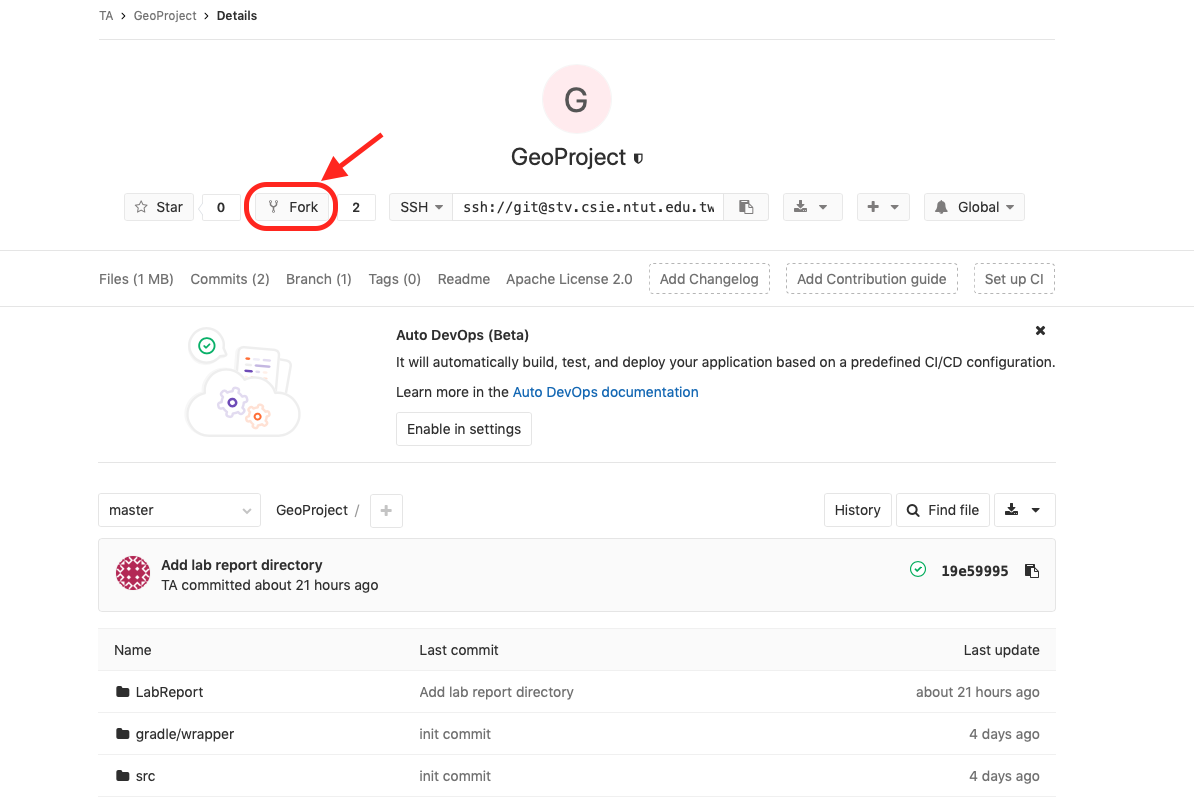 TA > GeoProject > Details
G
GeoProject
Star 0 Fork 2 SSH ssh://git@stv.csie.ntut.edu.tw Global
Files (1 MB) Commits (2) Branch (1) Tags (0) Readme Apache License 2.0 Add Changelog Add Contribution guide Set up CI
Auto DevOps (Beta)
It will automatically build, test, and deploy your application based on a predefined CI/CD configuration.
Learn more in the Auto DevOps documentation
Enable in settings
master GeoProject / + History Find file
Add lab report directory
TA committed about 21 hours ago
19e59995
Name Last commit Last update
LabReport Add lab report directory about 21 hours ago
gradle/wrapper init commit 4 days ago
src init commit 4 days ago